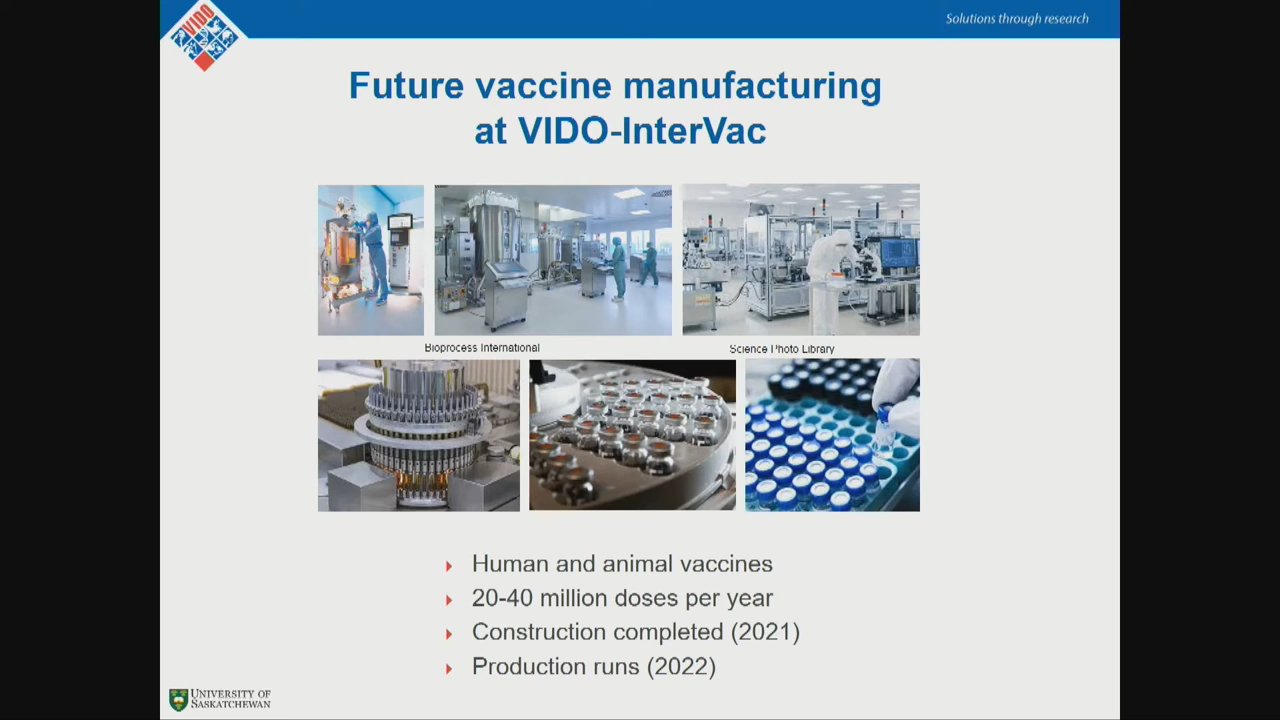 VIDO
Solutions through research
Future vaccine manufacturing
at VIDO-InterVac
Bioprocess International
Science Photo Library
Human and animal vaccines
20-40 million doses per year
Construction completed (2021)
Production runs (2022)
UNIVERSITY OF
SASKATCHEWAN